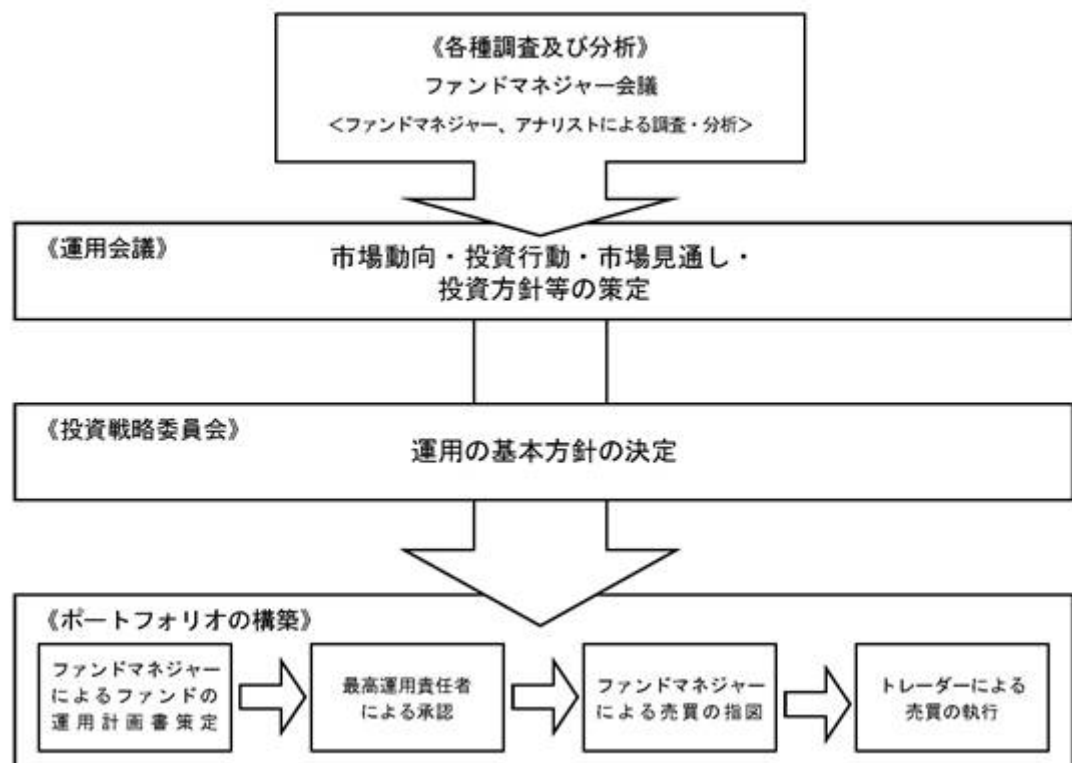 《各種調査及び分析》
ファンドマネジャー会議
＜ファンドマネジャー、アナリストによる調査・分析＞
《運用会議》
市場動向・投資行動・市場見通し・
投資方針等の策定
《投資戦略委員会》
運用の基本方針の決定
《ポートフォリオの構築》
ファンドマネジャー
によるファンドの
運用計画書策定
最高運用責任者
による承認
ファンドマネジャー
による売買の指図
トレーダーによる
売買の執行